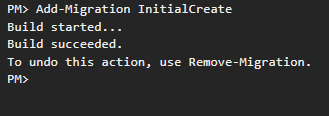 PM> Add-Migration InitialCreate
Build started...
Build succeeded.
To undo this action, use Remove-Migration.
PM>